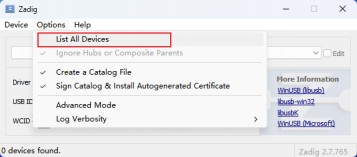 Zadig
Device Options Help
List All Devices
Edit
Ignore Hubs or Composite Parents
Create a Catalog File
Driver
Sign Catalog & Install Autogenerated Certificate
More Information
WinUSB (libusb)
USB ID
Advanced Mode
libusb-win32
libusbK
WCID
Log Verbosity
WinUSB (Microsoft)
0 devices found.
Zadig 2.7.765